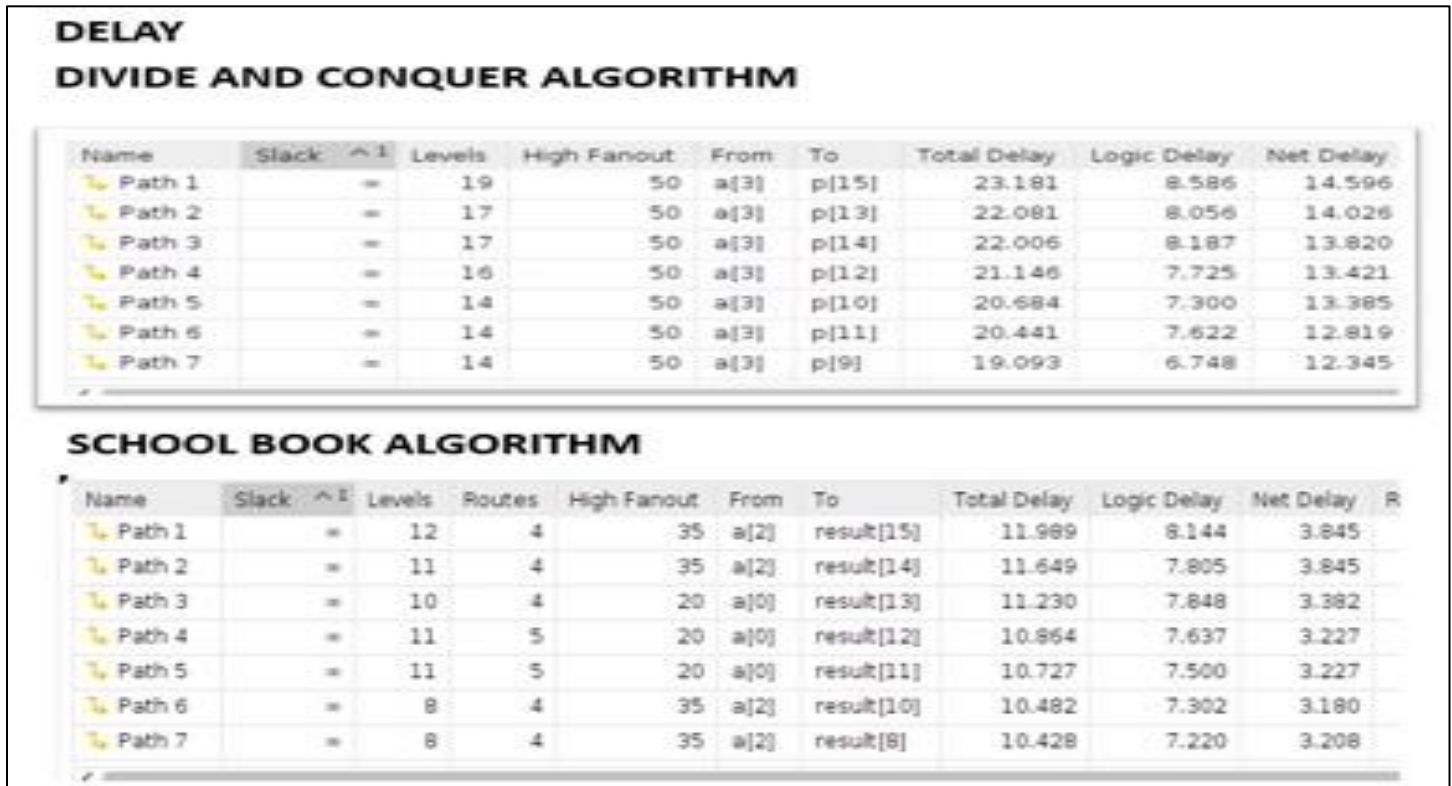 DELAY
DIVIDE AND CONQUER ALGORITHM
Name Slack ^1 Levels High Fanout From To Total Delay Logic Delay Net Delay
Path 1 ∞ 19 50 a[3] p[15] 23.181 8.586 14.596
Path 2 ∞ 17 50 a[3] p[13] 22.081 8.056 14.026
Path 3 ∞ 17 50 a[3] p[14] 22.006 8.187 13.820
Path 4 ∞ 16 50 a[3] p[12] 21.146 7.725 13.421
Path 5 ∞ 14 50 a[3] p[10] 20.684 7.300 13.385
Path 6 ∞ 14 50 a[3] p[11] 20.441 7.622 12.819
Path 7 ∞ 14 50 a[3] p[9] 19.093 6.748 12.345
SCHOOL BOOK ALGORITHM
Name Slack ^1 Levels Routes High Fanout From To Total Delay Logic Delay Net Delay R
Path 1 ∞ 12 4 35 a[2] result[15] 11.989 8.144 3.845
Path 2 ∞ 11 4 35 a[2] result[14] 11.649 7.805 3.845
Path 3 ∞ 10 4 20 a[0] result[13] 11.230 7.848 3.382
Path 4 ∞ 11 5 20 a[0] result[12] 10.864 7.637 3.227
Path 5 ∞ 11 5 20 a[0] result[11] 10.727 7.500 3.227
Path 6 ∞ 8 4 35 a[2] result[10] 10.482 7.302 3.180
Path 7 ∞ 8 4 35 a[2] result[8] 10.428 7.220 3.208